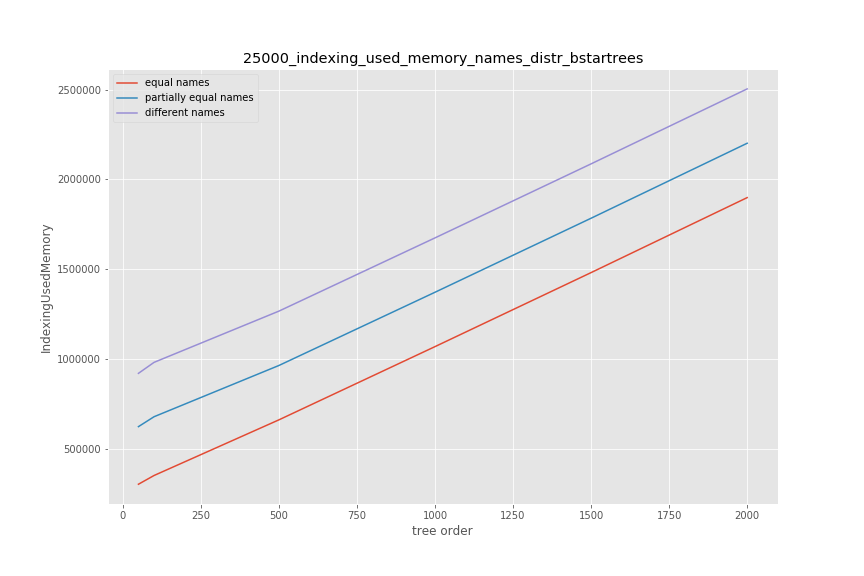 25000_indexing_used_memory_names_distr_bstartrees
equal names
partially equal names
different names
2500000
2000000
1500000
1000000
500000
IndexingUsedMemory
0
250
500
750
1000
1250
1500
1750
2000
tree order